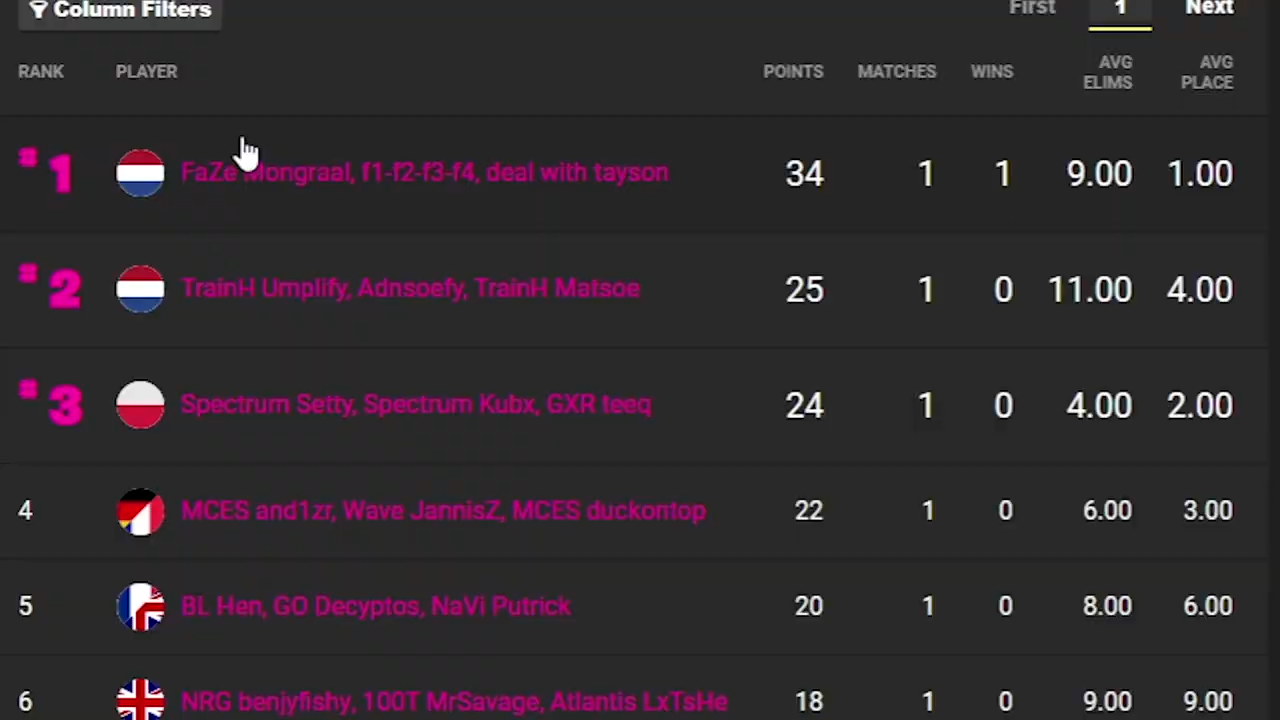 Column Filters First 1 Next
RANK PLAYER POINTS MATCHES WINS AVG ELIMS AVG PLACE
#1 FaZe Mongraal, f1-f2-f3-f4, deal with tayson 34 1 1 9.00 1.00
#2 TrainH Umplify, Adnsoefy, TrainH Matsoe 25 1 0 11.00 4.00
#3 Spectrum Setty, Spectrum Kubx, GXR teeq 24 1 0 4.00 2.00
4 MCES and1zr, Wave JannisZ, MCES duckontop 22 1 0 6.00 3.00
5 BL Hen, GO Decyptos, NaVi Putrick 20 1 0 8.00 6.00
6 NRG benjyfishy, 100T MrSavage, Atlantis LxTsHe 18 1 0 9.00 9.00